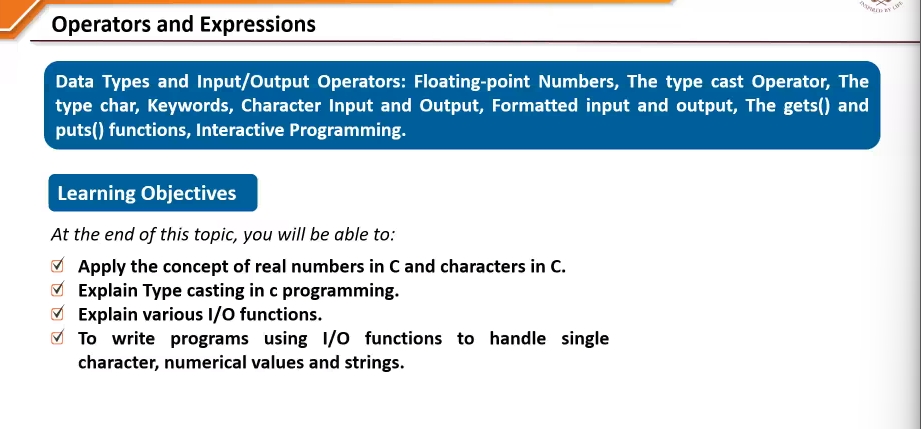 INSPIRED BY LIFE
Operators and Expressions
Data Types and Input/Output Operators: Floating-point Numbers, The type cast Operator, The
type char, Keywords, Character Input and Output, Formatted input and output, The gets() and
puts() functions, Interactive Programming.
Learning Objectives
At the end of this topic, you will be able to:
Apply the concept of real numbers in C and characters in C.
Explain Type casting in c programming.
Explain various I/O functions.
To write programs using I/O functions to handle single
character, numerical values and strings.